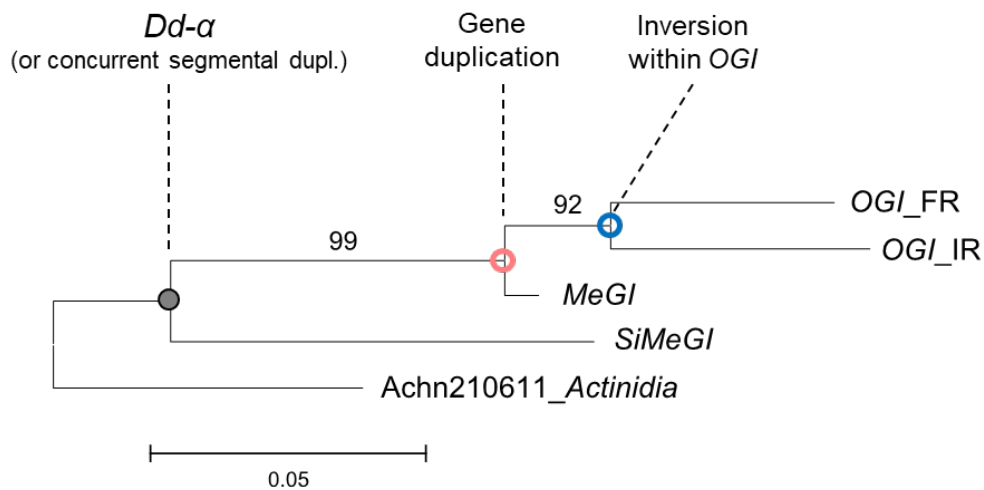 Dd-α
(or concurrent segmental dupl.)
Gene
duplication
Inversion
within OGI
92
99
OGI_FR
OGI_IR
MeGI
SiMeGI
Achn210611_Actinidia
0.05